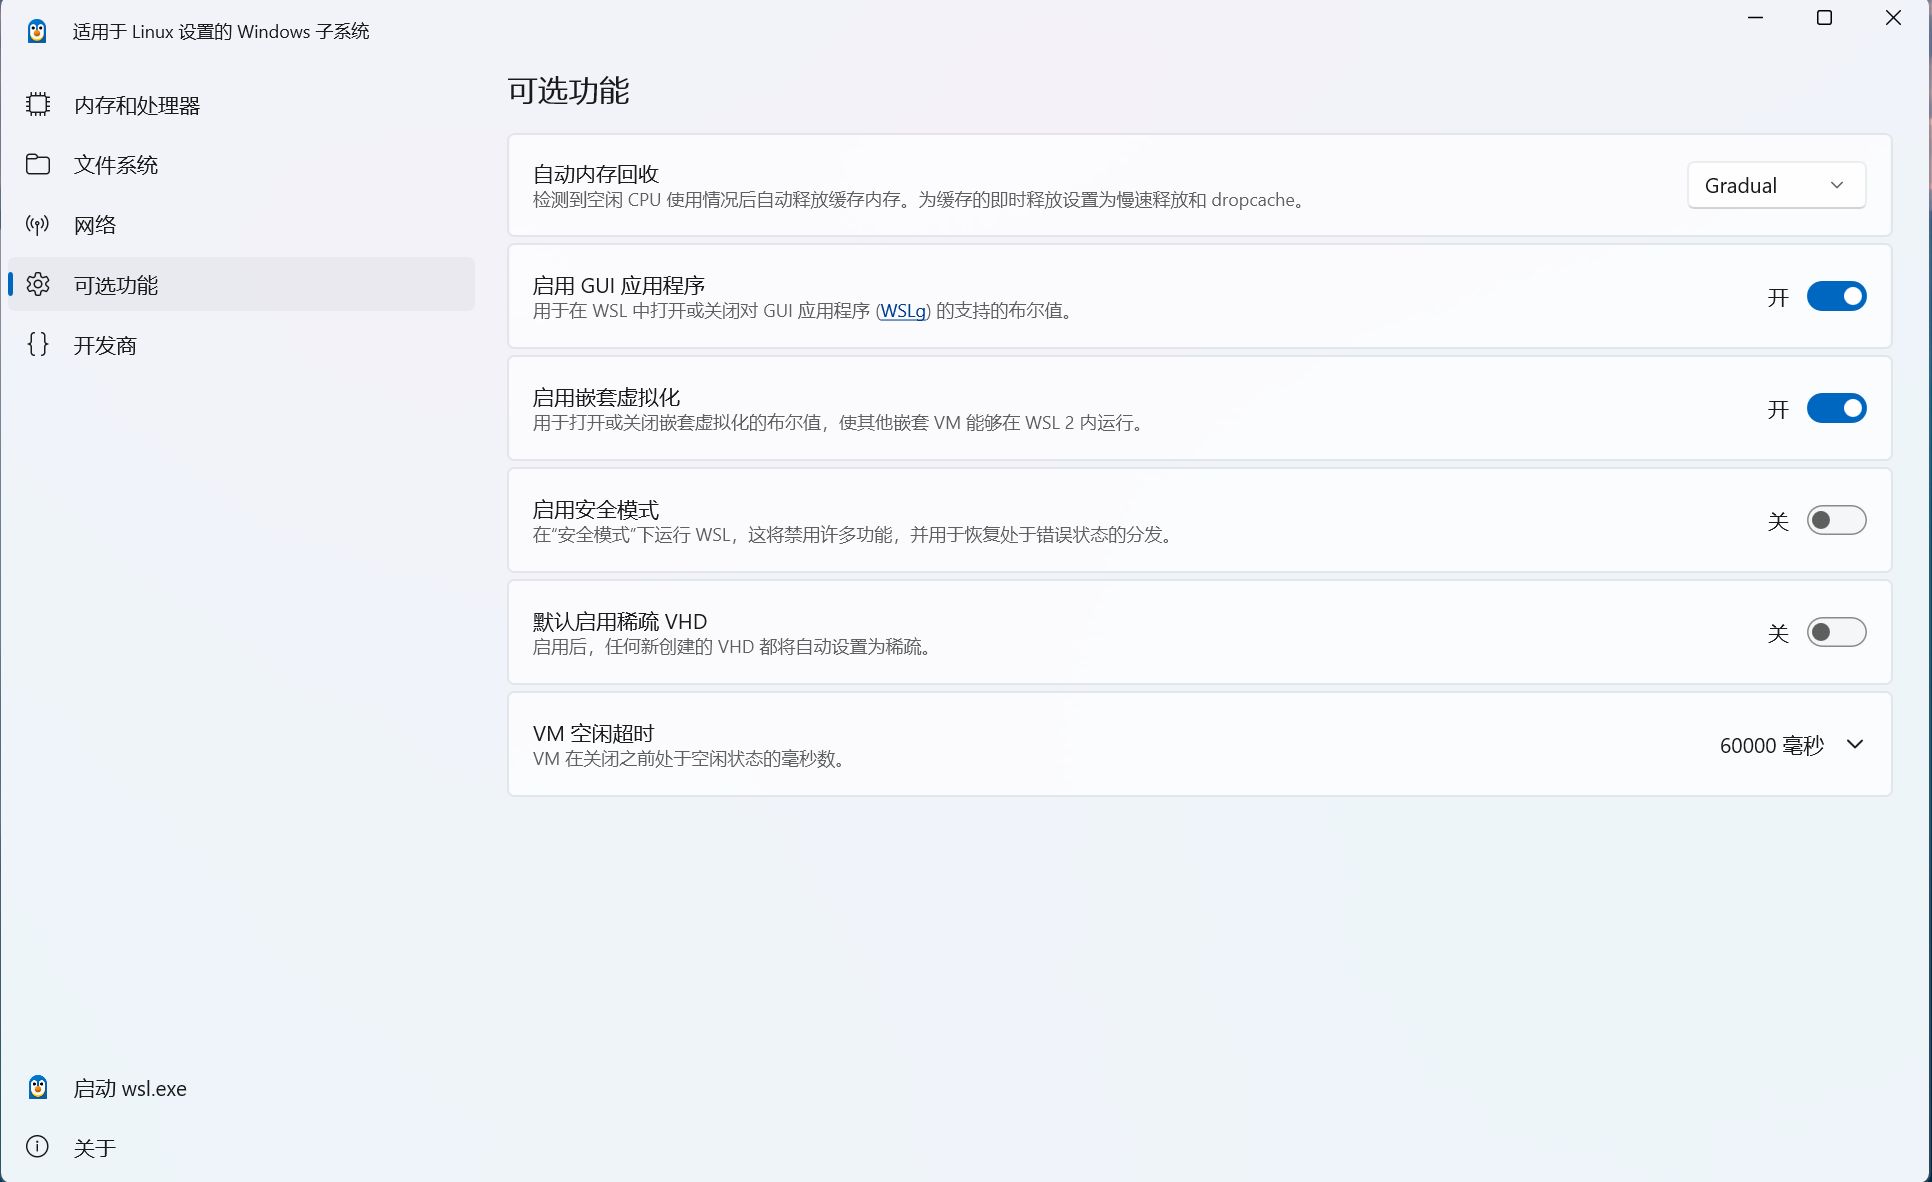 适用于 Linux 设置的 Windows 子系统
内存和处理器
文件系统
网络
可选功能
开发商
启动 wsl.exe
关于
可选功能
自动内存回收
检测到空闲 CPU 使用情况后自动释放缓存内存。为缓存的即时释放设置为慢速释放和 dropcache。
Gradual
启用 GUI 应用程序
用于在 WSL 中打开或关闭对 GUI 应用程序 (WSLg) 的支持的布尔值。
开
启用嵌套虚拟化
用于打开或关闭嵌套虚拟化的布尔值，使其他嵌套 VM 能够在 WSL 2 内运行。
开
启用安全模式
在“安全模式”下运行 WSL，这将禁用许多功能，并用于恢复处于错误状态的分发。
关
默认启用稀疏 VHD
启用后，任何新创建的 VHD 都将自动设置为稀疏。
关
VM 空闲超时
VM 在关闭之前处于空闲状态的毫秒数。
60000 毫秒